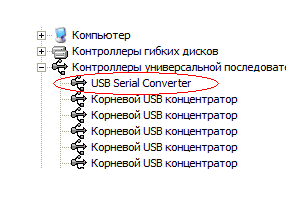 Компьютер
Контроллеры гибких дисков
Контроллеры универсальной последоват
USB Serial Converter
Корневой USB концентратор
Корневой USB концентратор
Корневой USB концентратор
Корневой USB концентратор
Корневой USB концентратор